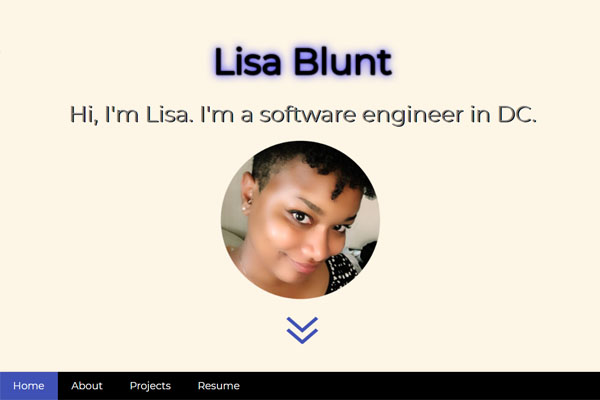 Lisa Blunt
Hi, I'm Lisa. I'm a software engineer in DC.
Home About Projects Resume